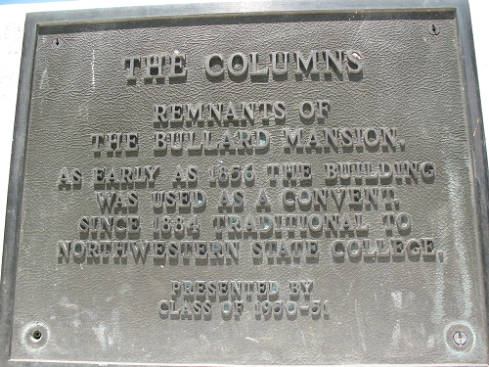 THE COLUMNS
REMNANTS OF
THE BULLARD MANSION.
AS EARLY AS 1856 THE BUILDING
WAS USED AS A CONVENT.
SINCE 1884 TRADITIONAL TO
NORTHWESTERN STATE COLLEGE.
PRESENTED BY
CLASS OF 1950-51